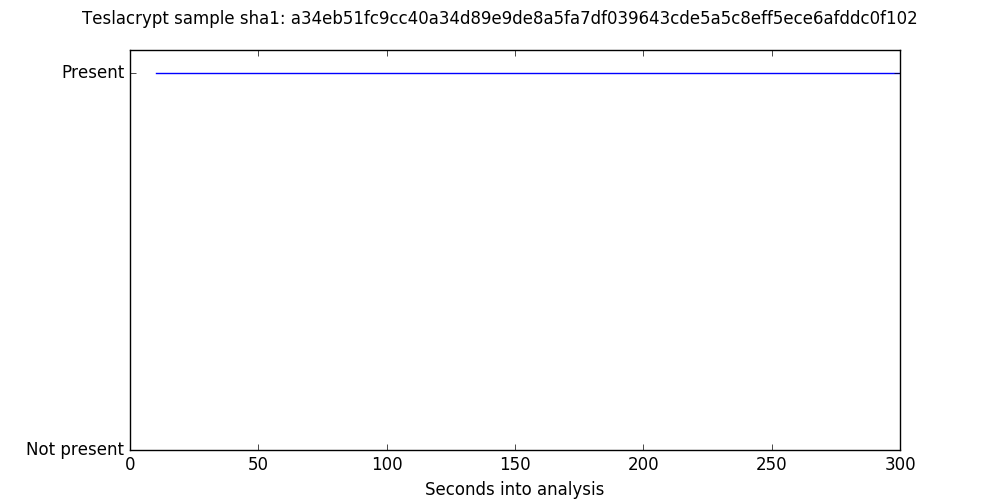 Teslacrypt sample sha1: a34eb51fc9cc40a34d89e9de8a5fa7df039643cde5a5c8eff5ece6afddc0f102
Present
Not present
0 50 100 150 200 250 300
Seconds into analysis